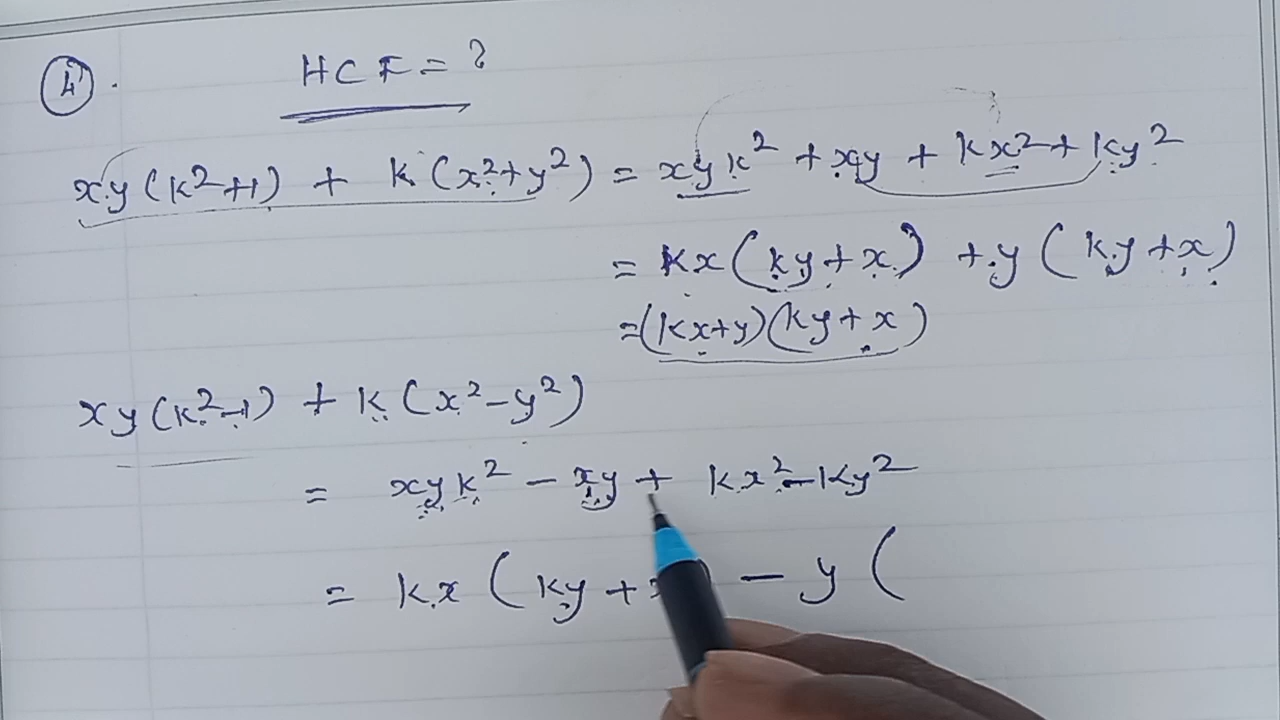 4. HCF = ?
xy(k²+1) + k(x²+y²) = xyk² + xy + kx² + ky²
= kx(ky+x) + y(ky+x)
=(kx+y)(ky+x)
xy(k²-1) + k(x²-y²)
= xyk² - xy + kx² - ky²
= kx(ky+ ) - y(